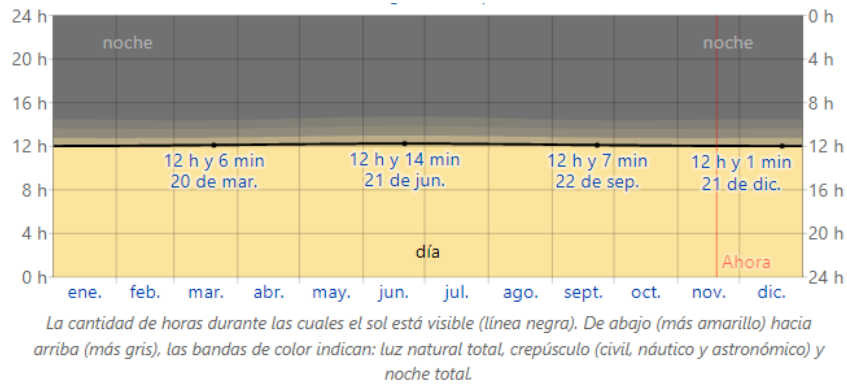 24 h
0 h
noche
noche
20 h
4 h
16 h
8 h
12 h
12 h
12 h y 6 min
20 de mar.
12 h y 14 min
21 de jun.
12 h y 7 min
22 de sep.
12 h y 1 min
21 de dic.
8 h
16 h
4 h
20 h
día
Ahora
0 h
24 h
ene. feb. mar. abr. may. jun. jul. ago. sept. oct. nov. dic.
La cantidad de horas durante las cuales el sol está visible (línea negra). De abajo (más amarillo) hacia
arriba (más gris), las bandas de color indican: luz natural total, crepúsculo (civil, náutico y astronómico) y
noche total.